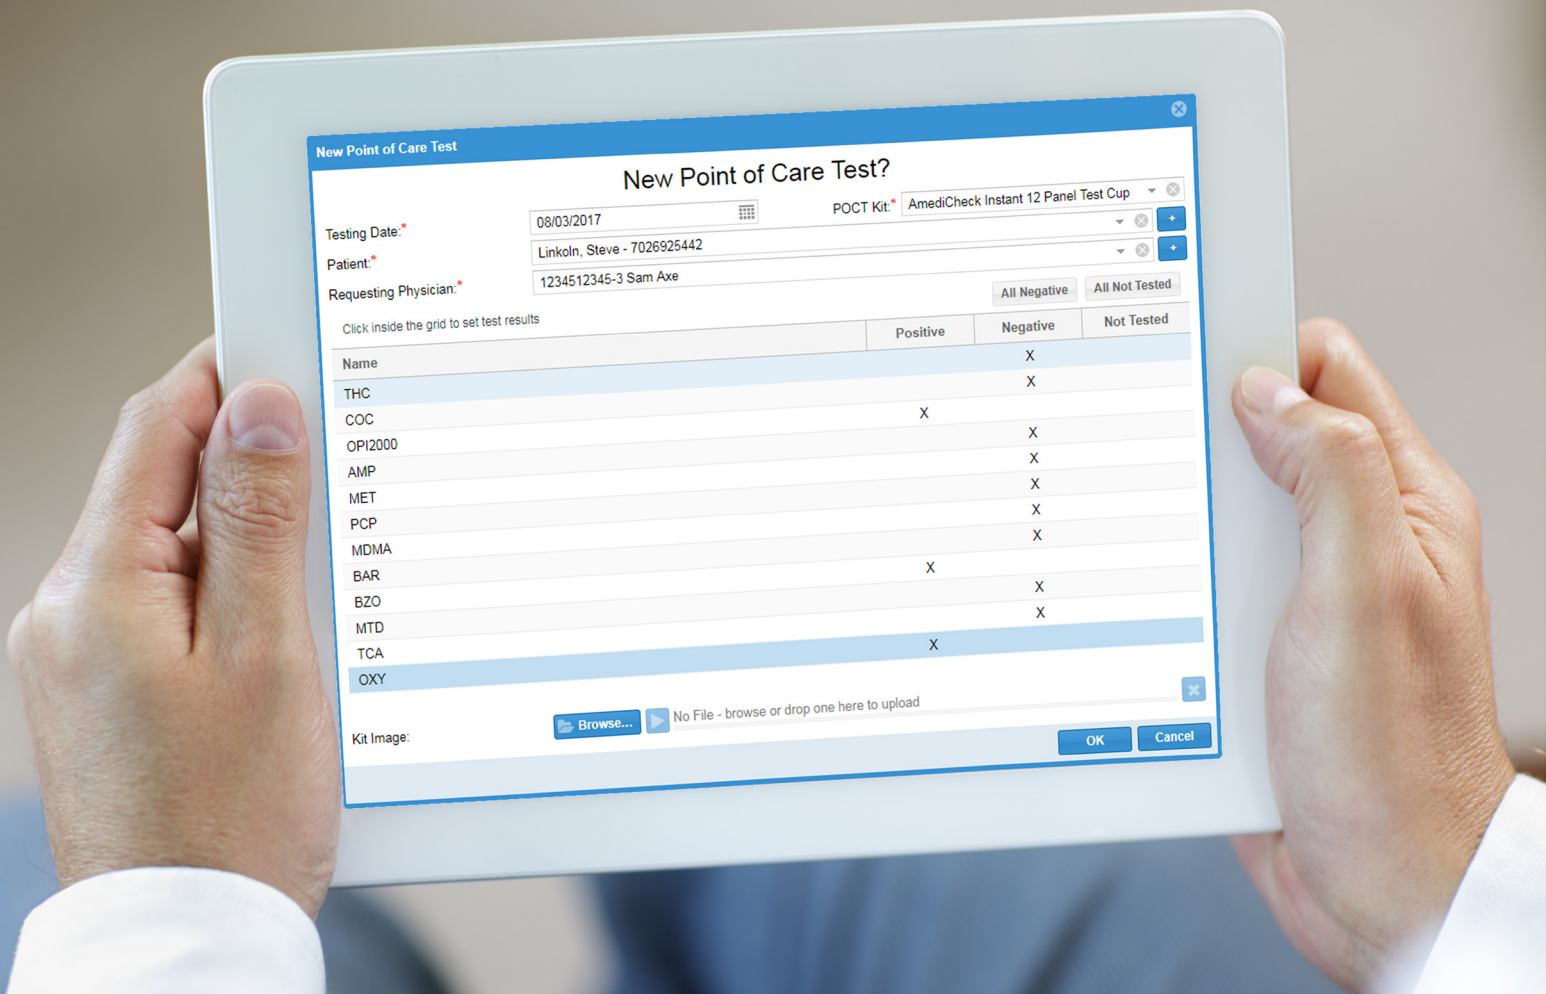 New Point of Care Test
New Point of Care Test?
Testing Date:* 08/03/2017 POCT Kit:* AmediCheck Instant 12 Panel Test Cup
Patient:* Linkoln, Steve - 7026925442 +
Requesting Physician:* 1234512345-3 Sam Axe +
Click inside the grid to set test results All Negative All Not Tested
Name Positive Negative Not Tested
THC X
COC X
OPI2000 X
AMP X
MET X
PCP X
MDMA X
BAR X
BZO X
MTD X
TCA X
OXY X
Kit Image: Browse... No File - browse or drop one here to upload
OK Cancel